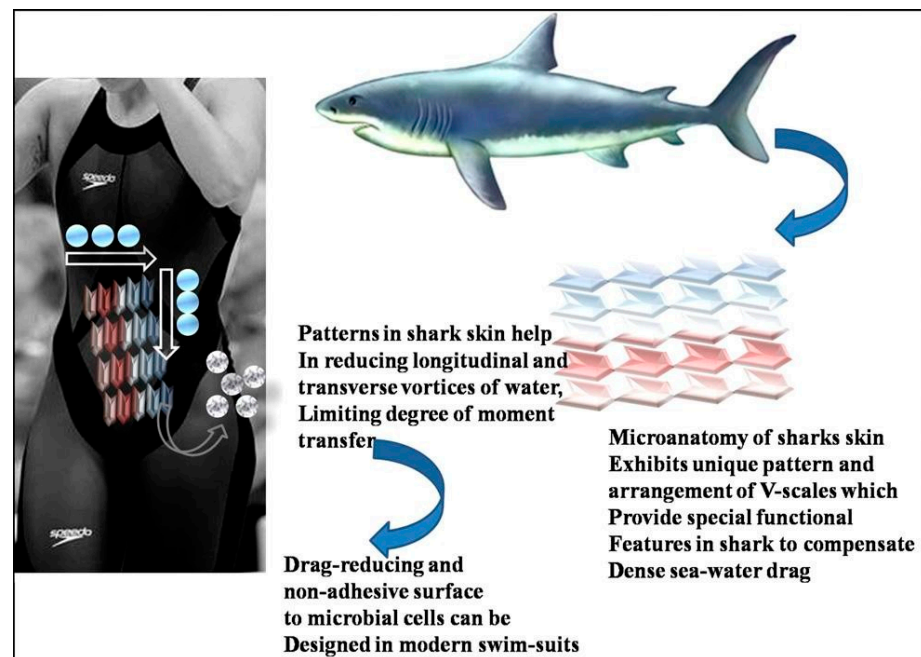 speedo
speedo
Patterns in shark skin help
In reducing longitudinal and
transverse vortices of water,
Limiting degree of moment
transfer
Microanatomy of sharks skin
Exhibits unique pattern and
arrangement of V-scales which
Provide special functional
Features in shark to compensate
Dense sea-water drag
Drag-reducing and
non-adhesive surface
to microbial cells can be
Designed in modern swim-suits